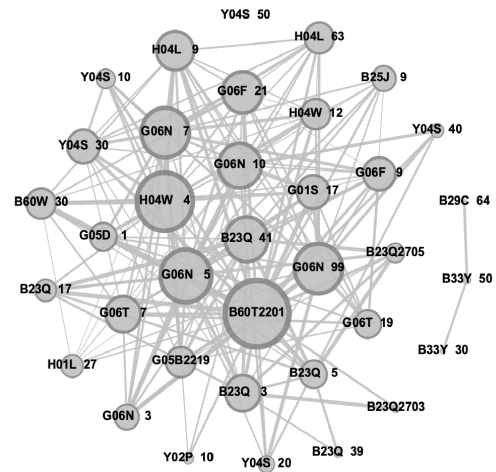 Y04S 50
H04L 9
H04L 63
Y04S 10
G06F 21
B25J 9
H04W 12
G06N 7
Y04S 40
Y04S 30
G06N 10
G06F 9
G01S 17
B60W 30
H04W 4
B29C 64
G05D 1
B23Q 41
B23Q2705
G06N 5
G06N 99
B33Y 50
B23Q 17
B60T2201
G06T 7
G06T 19
B33Y 30
H01L 27
G05B2219
B23Q 5
B23Q 3
B23Q2703
G06N 3
Y02P 10
B23Q 39
Y04S 20